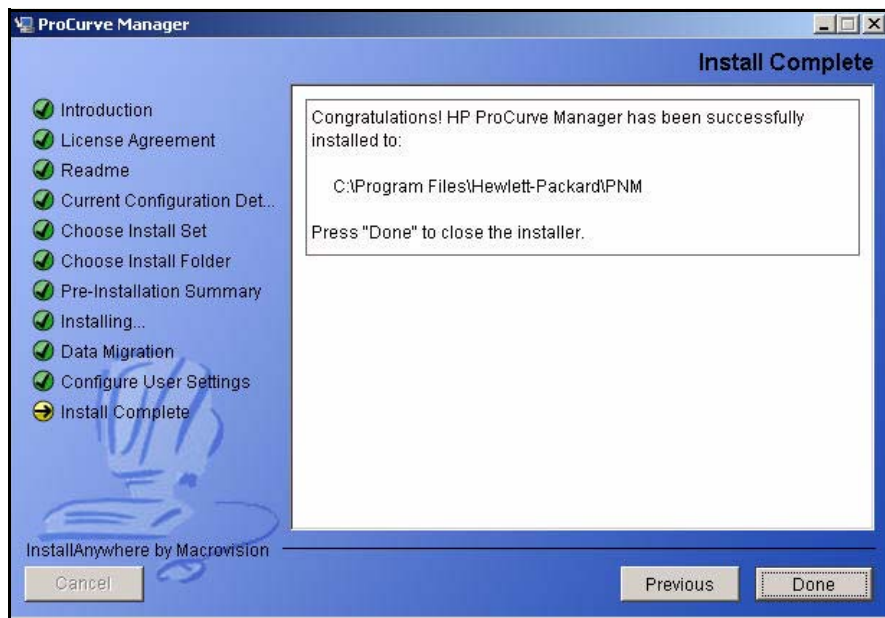 ProCurve Manager
Install Complete
Introduction
License Agreement
Readme
Current Configuration Det...
Choose Install Set
Choose Install Folder
Pre-Installation Summary
Installing...
Data Migration
Configure User Settings
Install Complete
Congratulations! HP ProCurve Manager has been successfully
installed to:
C:\Program Files\Hewlett-Packard\PNM
Press "Done" to close the installer.
InstallAnywhere by Macrovision
Cancel
Previous
Done